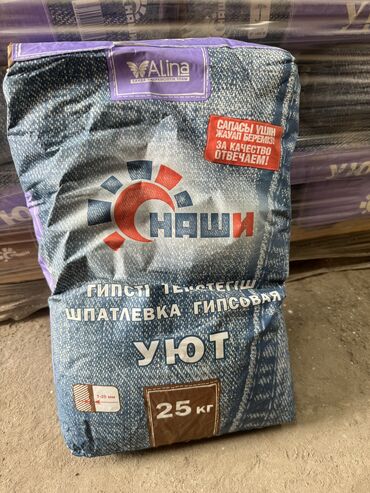 Alina
САПАСЫ ҮШІН
ЖАУАП БЕРЕМІЗ!
ЗА КАЧЕСТВО
ОТВЕЧАЕМ!
НАШИ
ГИПСТІ ТЕГІСТЕГІШ
ШПАТЛЕВКА ГИПСОВАЯ
УЮТ
25 кг